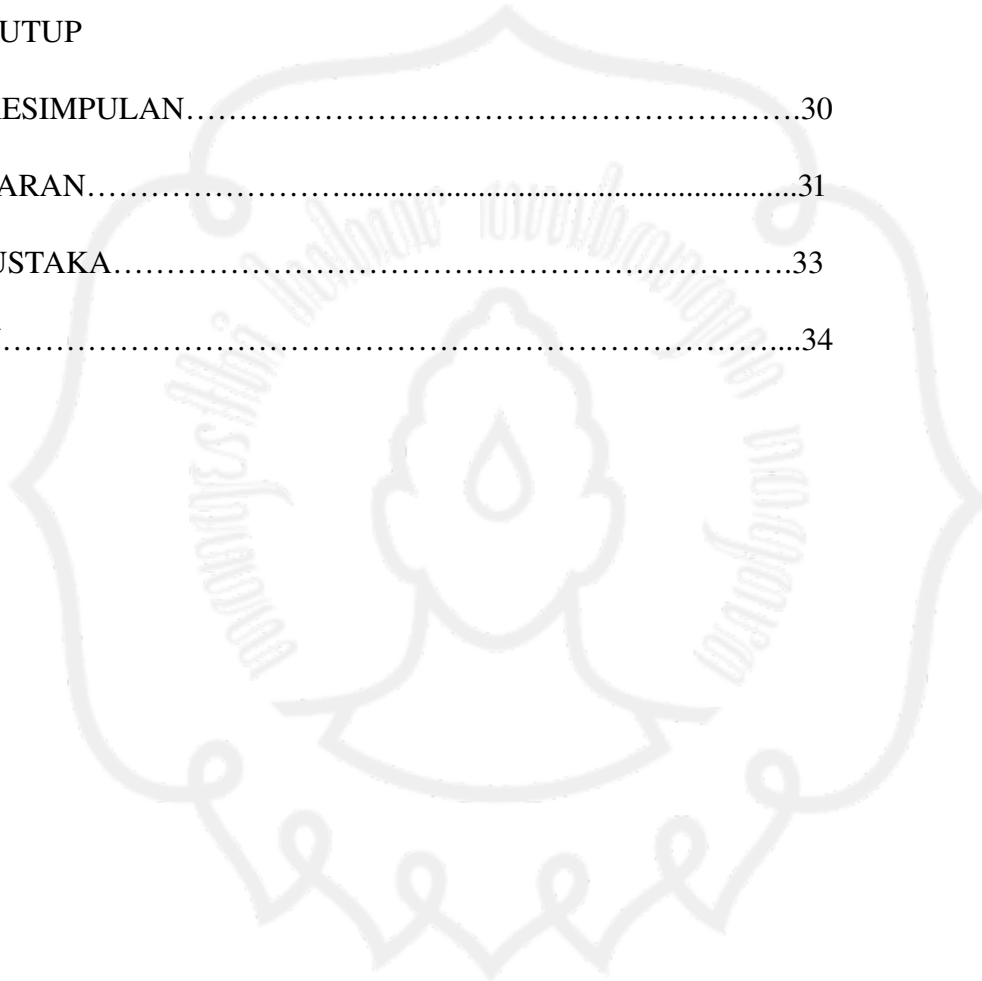 UTUP
ESIMPULAN……………………………………………………….30
ARAN……………………........................................................................31
USTAKA…………………………………………………………….33
…………………………………………………………………....34